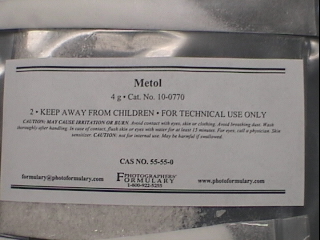 Metol
4 g • Cat. No. 10-0770
2 • KEEP AWAY FROM CHILDREN • FOR TECHNICAL USE ONLY
CAUTION: MAY CAUSE IRRITATION OR BURN. Avoid contact with eyes, skin or clothing. Avoid breathing dust. Wash
thoroughly after handling. In case of contact, flush skin or eyes with water for at least 15 minutes. For eyes, call a physician. Skin
sensitizer. CAUTION: not for internal use. May be harmful if swallowed.
CAS NO. 55-55-0
formulary@photoformulary.com
PHOTOGRAPHERS'
FORMULARY
1-800-922-5255
www.photoformulary.com